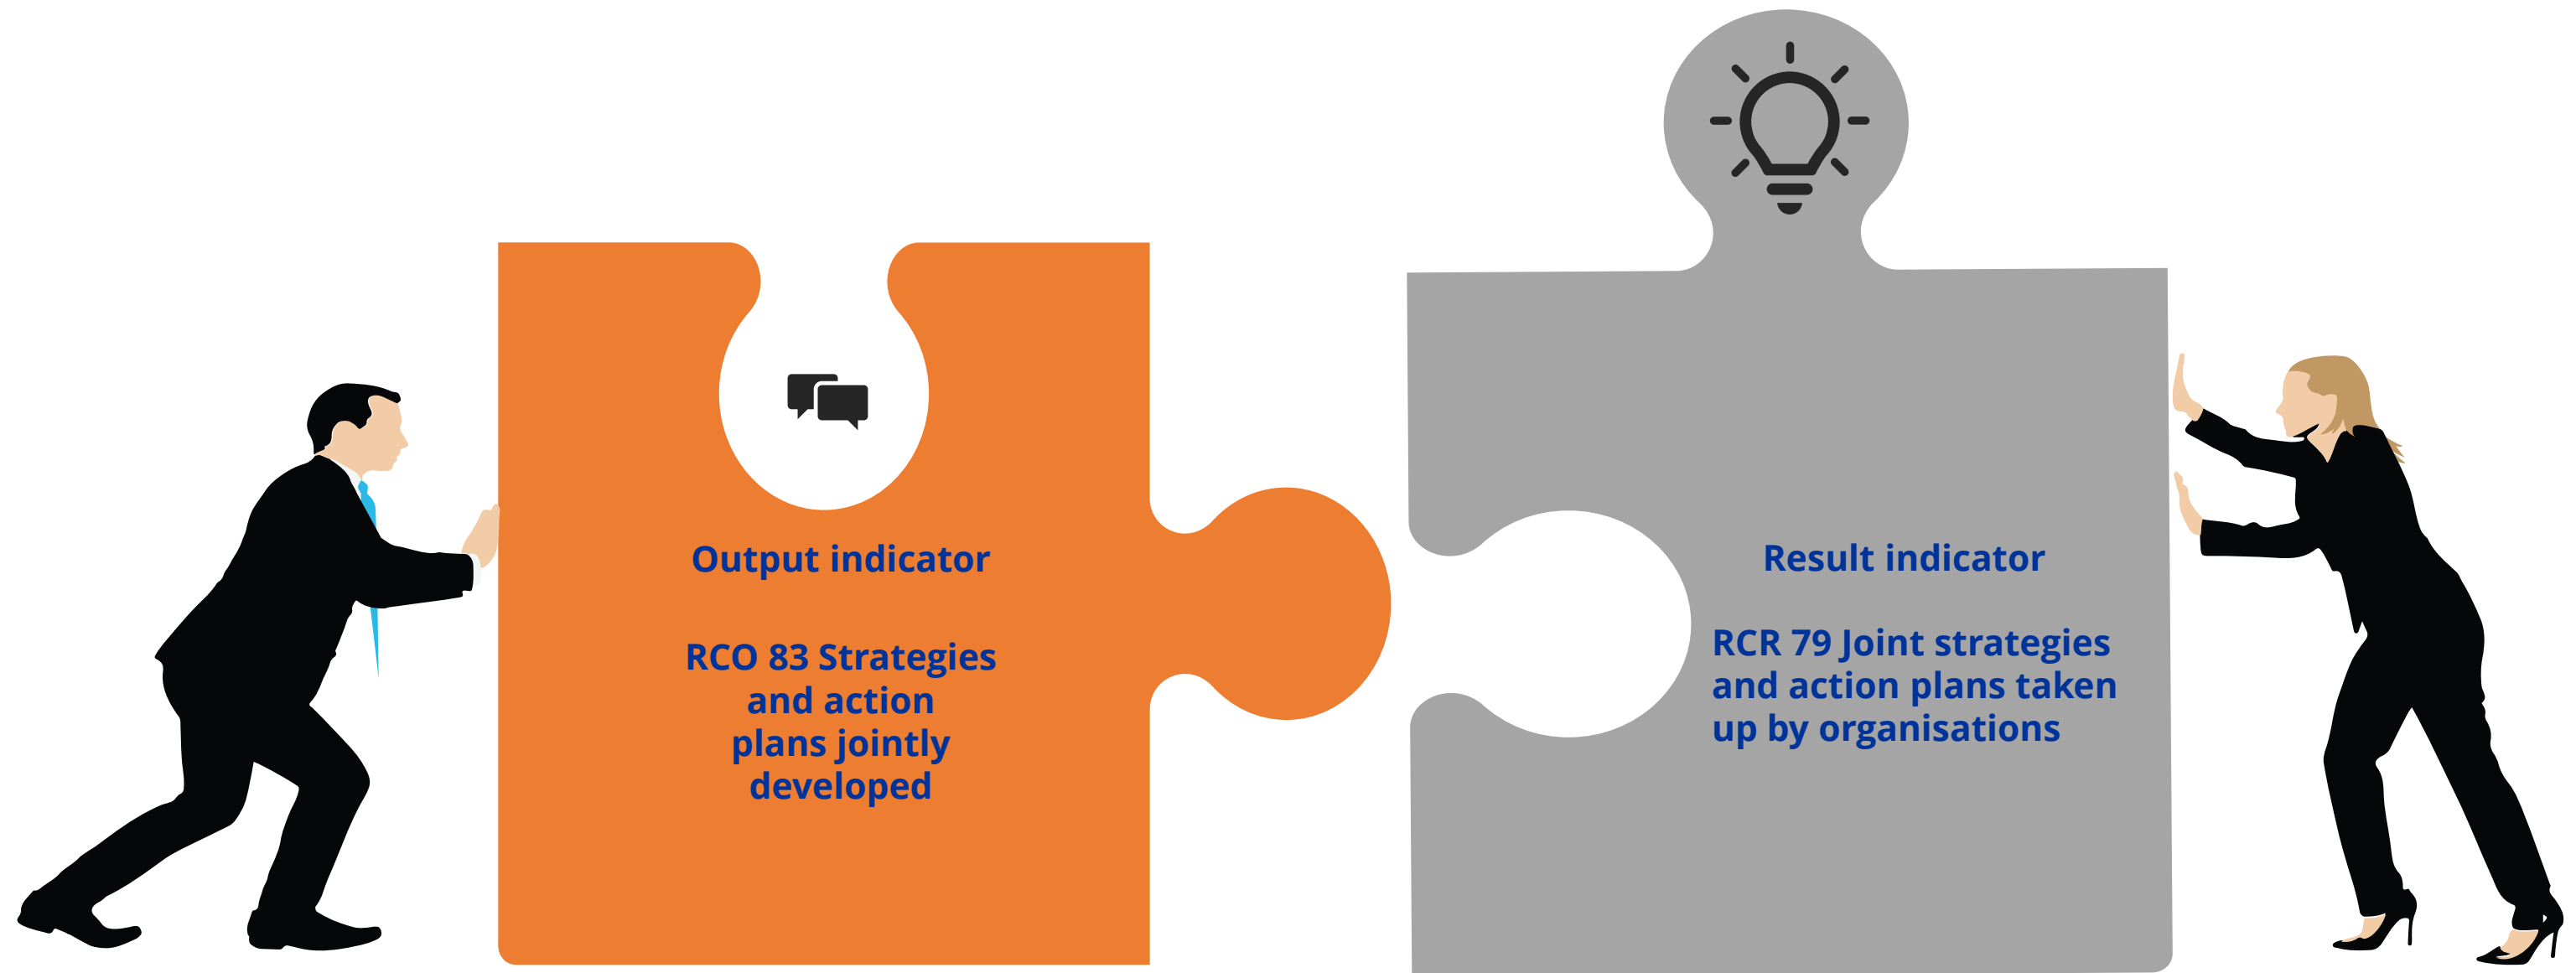 Output indicator
RCO 83 Strategies
and action
plans jointly
developed
Result indicator
RCR 79 Joint strategies
and action plans taken
up by organisations